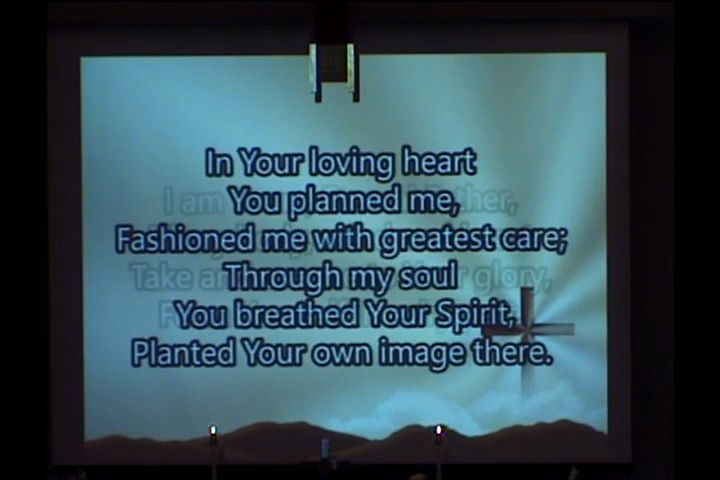 In Your loving heart
You planned me,
Fashioned me with greatest care;
Through my soul
You breathed Your Spirit,
Planted Your own image there.